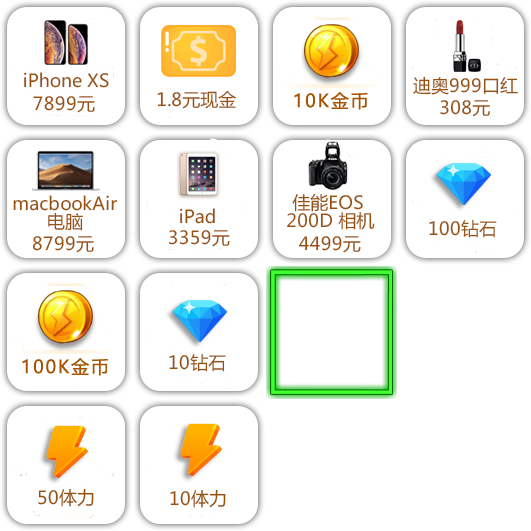 iPhone XS
7899元
1.8元现金
10K金币
迪奥999口红
308元
macbookAir
电脑
8799元
iPad
3359元
佳能EOS
200D 相机
4499元
100钻石
100K金币
10钻石
50体力
10体力